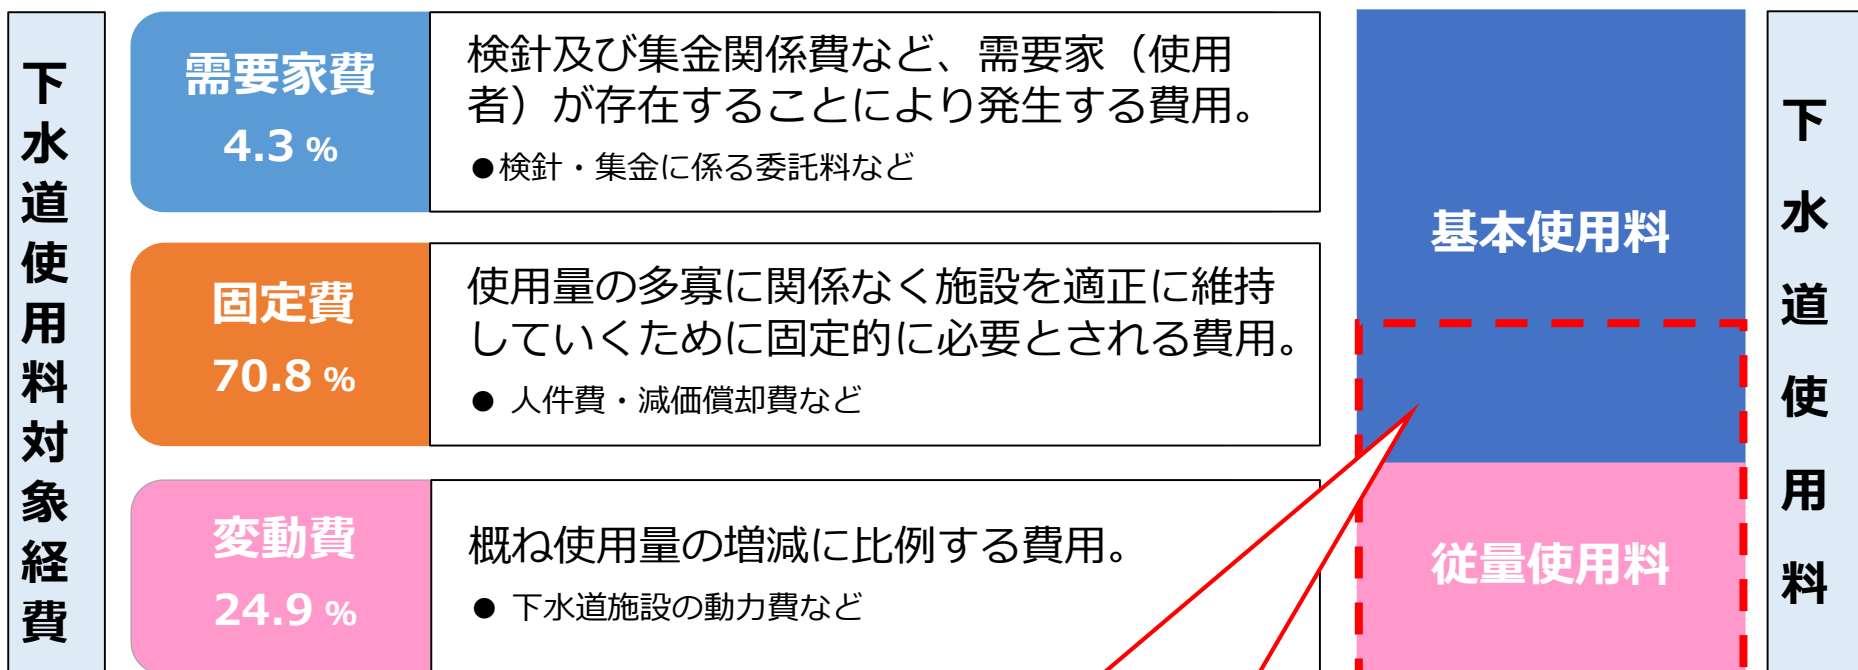 下水道使用料対象経費
需要家費
4.3 %
検針及び集金関係費など、需要家（使用
者）が存在することにより発生する費用。
●検針・集金に係る委託料など
固定費
70.8 %
使用量の多寡に関係なく施設を適正に維持
していくために固定的に必要とされる費用。
● 人件費・減価償却費など
変動費
24.9 %
概ね使用量の増減に比例する費用。
● 下水道施設の動力費など
基本使用料
従量使用料
下水道使用料